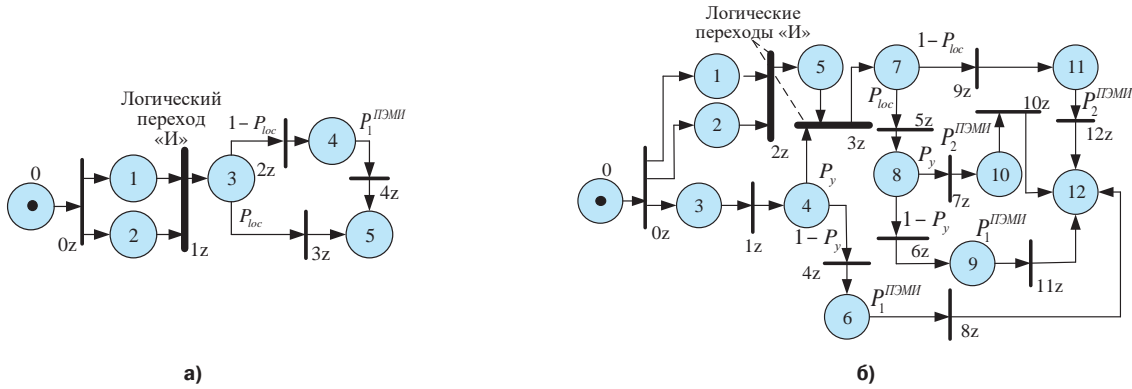 Логический
переход
«И»
0
0z
1
2
1z
3
1 – P_loc
2z
P_loc
3z
4
P_1^ПЭМИ
4z
5
а)
Логические
переходы «И»
0
0z
1
2
2z
5
3
1z
4
P_y
3z
1 – P_y
4z
6
P_1^ПЭМИ
8z
7
1 – P_loc
9z
11
P_loc
5z
8
P_y
P_2^ПЭМИ
7z
10
10z
P_2^ПЭМИ
12z
12
1 – P_y
6z
9
P_1^ПЭМИ
11z
б)